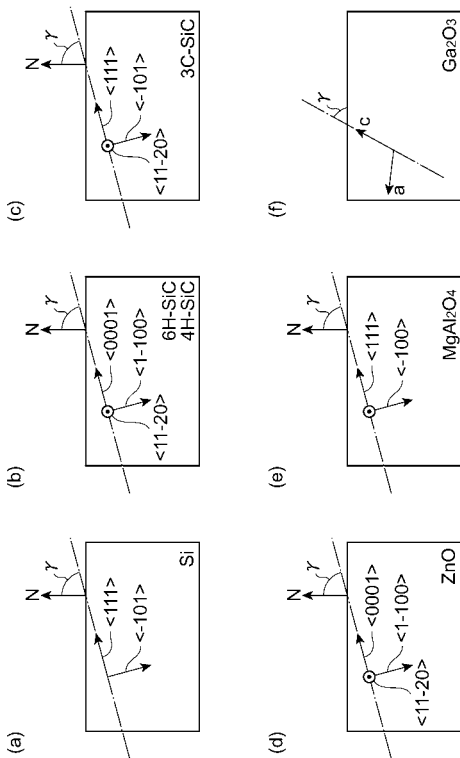 (a)
N
γ
<111>
<-101>
Si
(b)
N
γ
<0001>
<1-100>
<11-20>
6H-SiC
4H-SiC
(c)
N
γ
<111>
<-101>
<11-20>
3C-SiC
(d)
N
γ
<0001>
<1-100>
<11-20>
ZnO
(e)
N
γ
<111>
<-100>
MgAl2O4
(f)
γ
c
a
Ga2O3